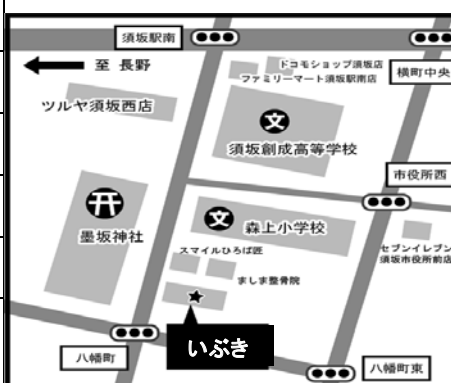 須坂駅南
至 長野
ドコモショップ須坂店
ファミリーマート須坂駅南店
横町中央
ツルヤ須坂西店
文
須坂創成高等学校
市役所西
墨坂神社
文
森上小学校
スマイルひろば匠
ましま整骨院
セブンイレブン
須坂市役所前店
いぶき
八幡町
八幡町東